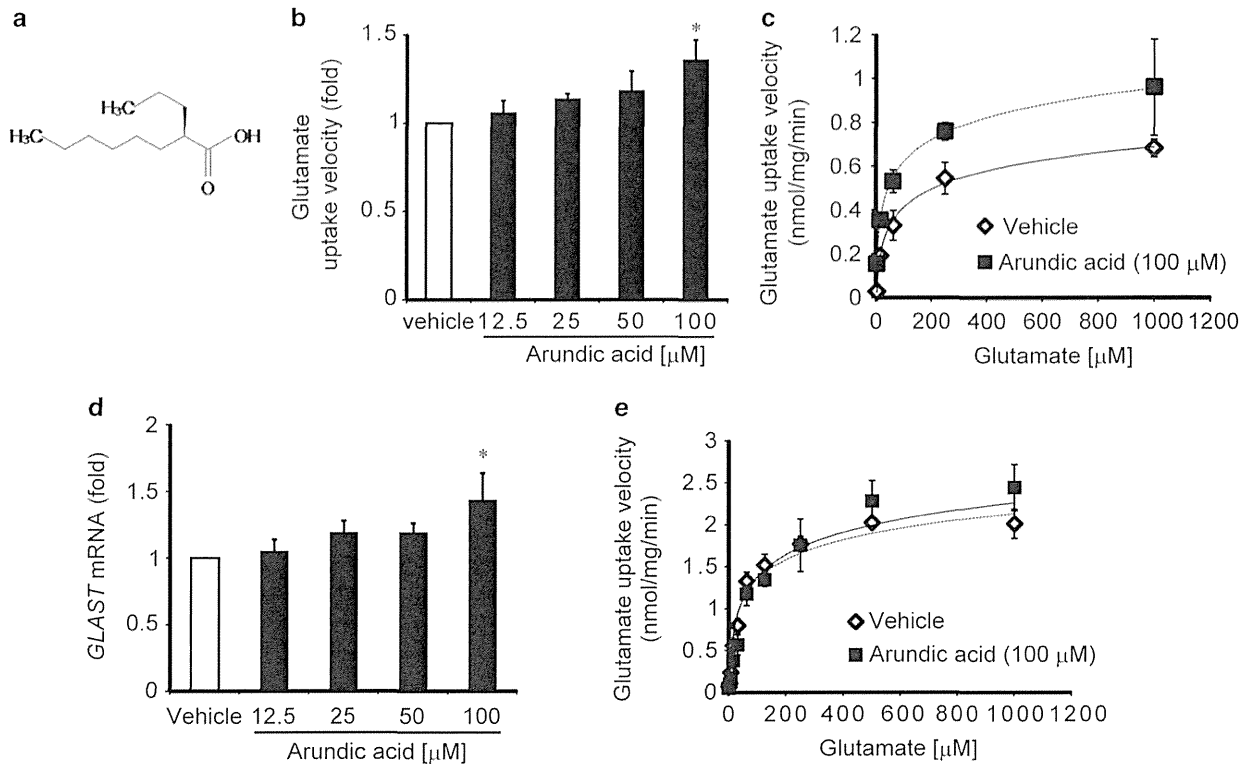 a
H₃C
H₃C
OH
O
b
Glutamate
uptake velocity (fold)
1.5
1
0.5
0
*
vehicle 12.5 25 50 100
Arundic acid [µM]
c
Glutamate uptake velocity
(nmol/mg/min)
1.2
1
0.8
0.6
0.4
0.2
0
Vehicle
Arundic acid (100 µM)
0 200 400 600 800 1000 1200
Glutamate [µM]
d
GLAST mRNA (fold)
2
1.5
1
0.5
0
*
Vehicle 12.5 25 50 100
Arundic acid [µM]
e
Glutamate uptake velocity
(nmol/mg/min)
3
2.5
2
1.5
1
0.5
0
Vehicle
Arundic acid (100 µM)
0 200 400 600 800 1000 1200
Glutamate [µM]